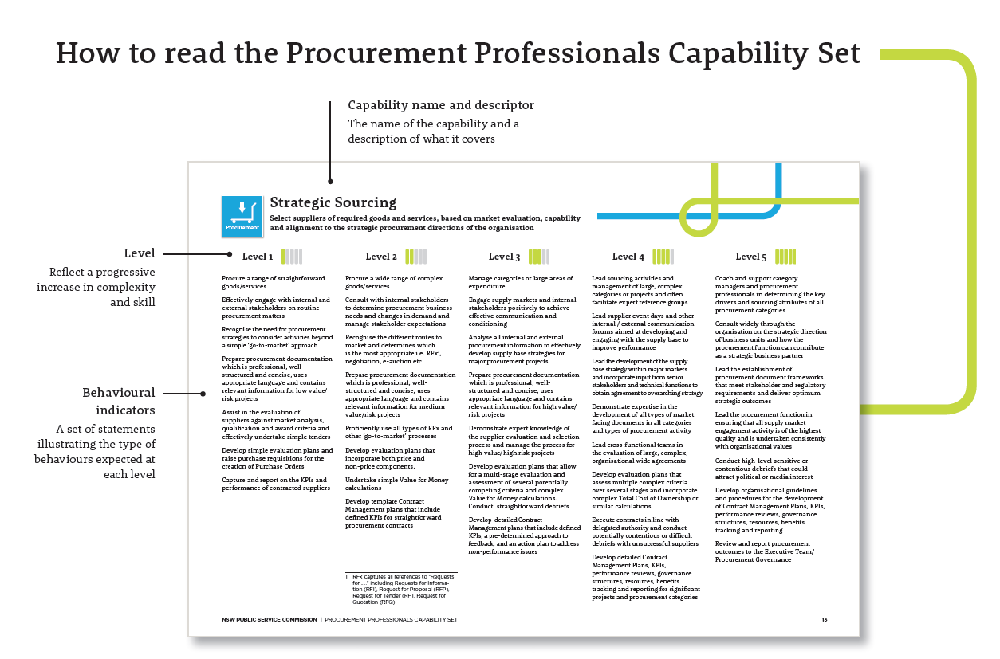 How to read the Procurement Professionals Capability Set
Capability name and descriptor
The name of the capability and a
description of what it covers
Level
Reflect a progressive
increase in complexity
and skill
Behavioural
indicators
A set of statements
illustrating the type of
behaviours expected at
each level
Procurement
Strategic Sourcing
Select suppliers of required goods and services, based on market evaluation, capability
and alignment to the strategic procurement directions of the organisation
Level 1
Procure a range of straightforward
goods/services
Effectively engage with internal and
external stakeholders on routine
procurement matters
Recognise the need for procurement
strategies to consider activities beyond
a simple ‘go-to-market’ approach
Prepare procurement documentation
which is professional, well-
structured and concise, uses
appropriate language and contains
relevant information for low value/
risk projects
Assist in the evaluation of
suppliers against market analysis,
qualification and award criteria and
effectively undertake simple tenders
Develop simple evaluation plans and
raise purchase requisitions for the
creation of Purchase Orders
Capture and report on the KPIs and
performance of contracted suppliers
Level 2
Procure a wide range of complex
goods/services
Consult with internal stakeholders
to determine procurement business
needs and changes in demand and
manage stakeholder expectations
Recognise the different routes to
market and determines which
is the most appropriate i.e. RFx¹,
negotiation, e-auction etc.
Prepare procurement documentation
which is professional, well-
structured and concise, uses
appropriate language and contains
relevant information for medium
value/risk projects
Proficiently use all types of RFx and
other ‘go-to-market’ processes
Develop evaluation plans that
incorporate both price and
non-price components.
Undertake simple Value for Money
calculations
Develop template Contract
Management plans that include
defined KPIs for straightforward
procurement contracts
1 RFx captures all references to "Requests
for ...." including Requests for Informa-
tion (RFI), Request for Proposal (RFP),
Request for Tender (RFT, Request for
Quotation (RFQ)
Level 3
Manage categories or large areas of
expenditure
Engage supply markets and internal
stakeholders positively to achieve
effective communication and
conditioning
Analyse all internal and external
procurement information to effectively
develop supply base strategies for
major procurement projects
Prepare procurement documentation
which is professional, well-
structured and concise, uses
appropriate language and contains
relevant information for high value/
risk projects
Demonstrate expert knowledge of
the supplier evaluation and selection
process and manage the process for
high value/high risk projects
Develop evaluation plans that allow
for a multi-stage evaluation and
assessment of several potentially
competing criteria and complex
Value for Money calculations.
Conduct straightforward debriefs
Develop detailed Contract
Management plans that include defined
KPIs, a pre-determined approach to
feedback, and an action plan to address
non-performance issues
Level 4
Lead sourcing activities and
management of large, complex
categories or projects and often
facilitate expert reference groups
Lead supplier event days and other
internal / external communication
forums aimed at developing and
engaging with the supply base to
improve performance
Lead the development of the supply
base strategy within major markets
and incorporate input from senior
stakeholders and technical functions to
obtain agreement to overarching strategy
Demonstrate expertise in the
development of all types of market
facing documents in all categories
and types of procurement activity
Lead cross-functional teams in
the evaluation of large, complex,
organisational wide agreements
Develop evaluation plans that
assess multiple complex criteria
over several stages and incorporate
complex Total Cost of Ownership or
similar calculations
Execute contracts in line with
delegated authority and conduct
potentially contentious or difficult
debriefs with unsuccessful suppliers
Develop detailed Contract
Management Plans, KPIs,
performance reviews, governance
structures, resources, benefits
tracking and reporting for significant
projects and procurement categories
Level 5
Coach and support category
managers and procurement
professionals in determining the key
drivers and sourcing attributes of all
procurement categories
Consult widely through the
organisation on the strategic direction
of business units and how the
procurement function can contribute
as a strategic business partner
Lead the establishment of
procurement document frameworks
that meet stakeholder and regulatory
requirements and deliver optimum
strategic outcomes
Lead the procurement function in
ensuring that all supply market
engagement activity is of the highest
quality and is undertaken consistently
with organisational values
Conduct high-level sensitive or
contentious debriefs that could
attract political or media interest
Develop organisational guidelines
and procedures for the development
of Contract Management Plans, KPIs,
performance reviews, governance
structures, resources, benefits
tracking and reporting
Review and report procurement
outcomes to the Executive Team/
Procurement Governance
NSW PUBLIC SERVICE COMMISSION | PROCUREMENT PROFESSIONALS CAPABILITY SET
13